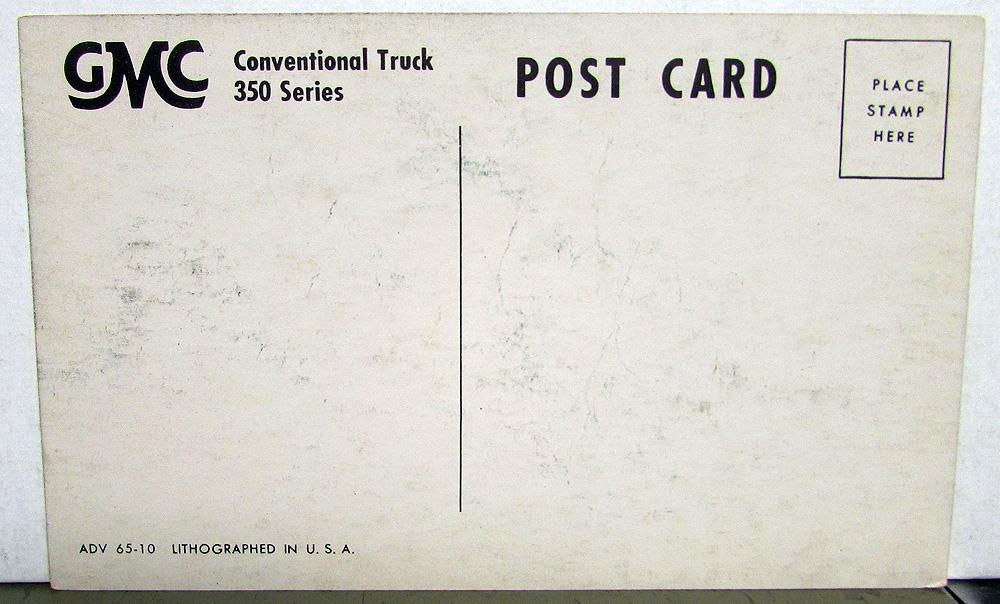 GMC Conventional Truck
350 Series
POST CARD
PLACE
STAMP
HERE
ADV 65-10 LITHOGRAPHED IN U. S. A.